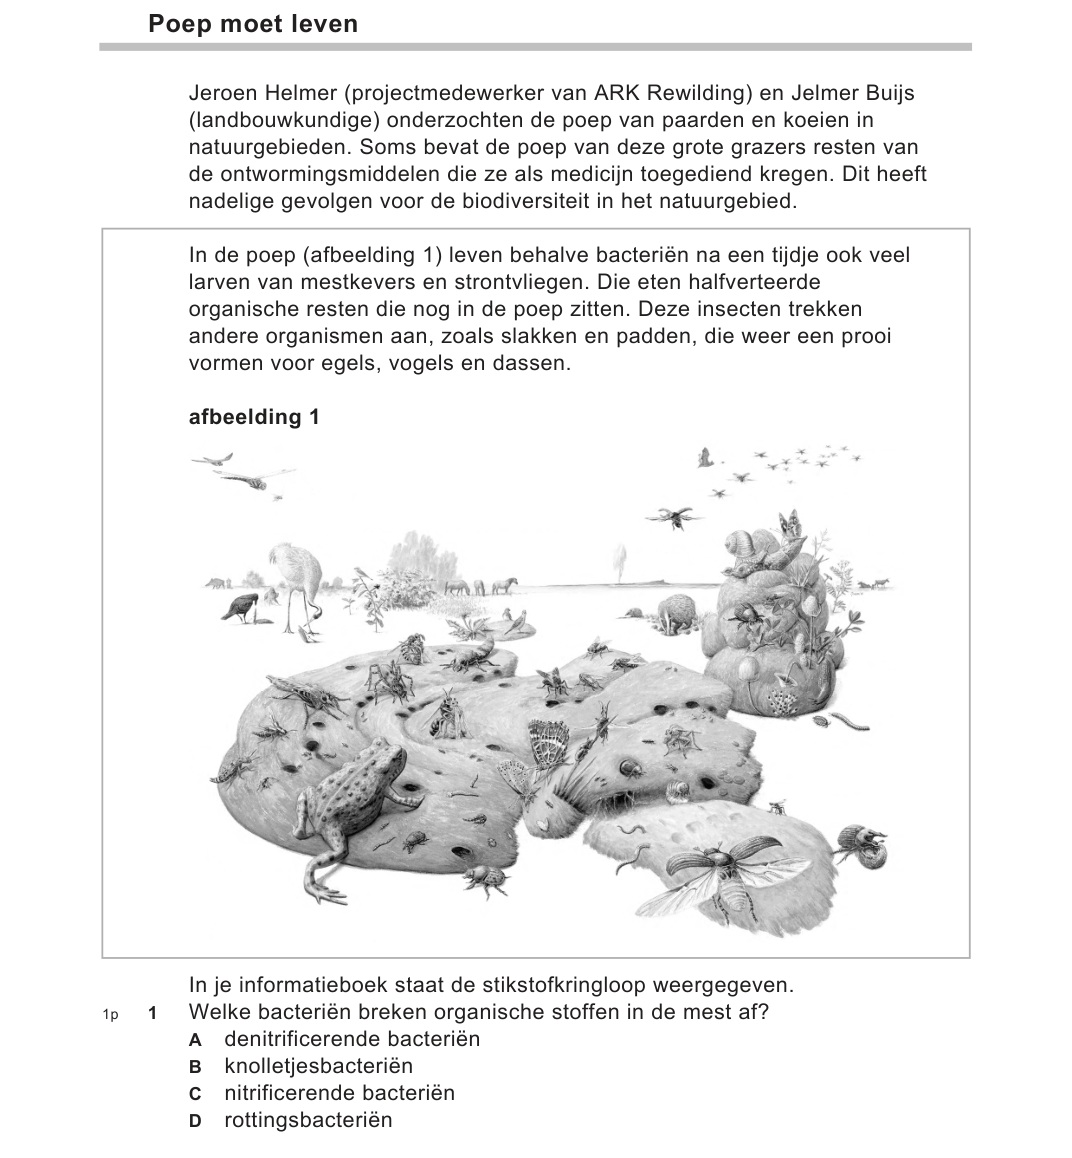 Poep moet leven
Jeroen Helmer (projectmedewerker van ARK Rewilding) en Jelmer Buijs
(landbouwkundige) onderzochten de poep van paarden en koeien in
natuurgebieden. Soms bevat de poep van deze grote grazers resten van
de ontwormingsmiddelen die ze als medicijn toegediend kregen. Dit heeft
nadelige gevolgen voor de biodiversiteit in het natuurgebied.
In de poep (afbeelding 1) leven behalve bacteriën na een tijdje ook veel
larven van mestkevers en strontvliegen. Die eten halfverteerde
organische resten die nog in de poep zitten. Deze insecten trekken
andere organismen aan, zoals slakken en padden, die weer een prooi
vormen voor egels, vogels en dassen.
afbeelding 1
In je informatieboek staat de stikstofkringloop weergegeven.
1p 1 Welke bacteriën breken organische stoffen in de mest af?
A denitrificerende bacteriën
B knolletjesbacteriën
C nitrificerende bacteriën
D rottingsbacteriën